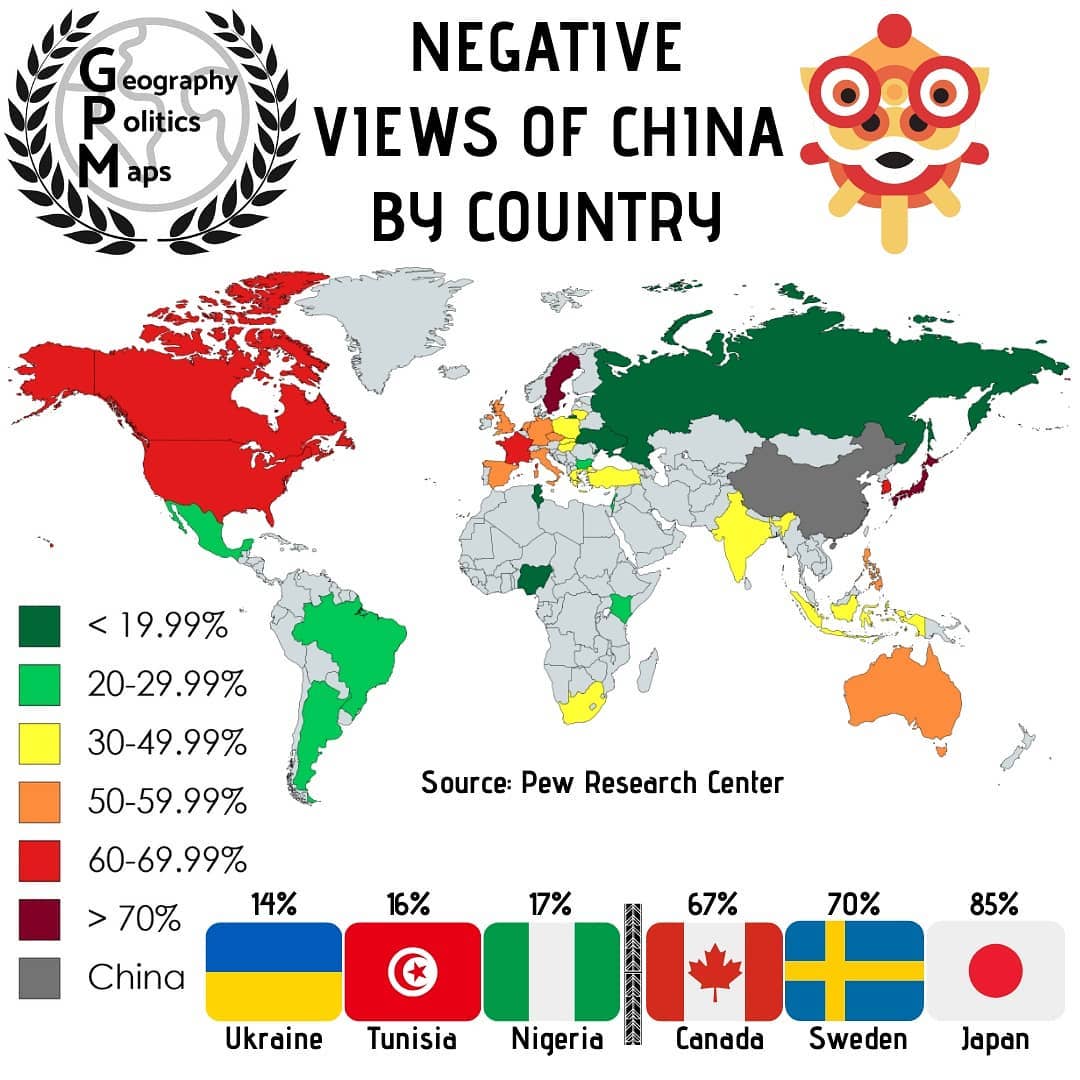 Geography
Politics
Maps
NEGATIVE
VIEWS OF CHINA
BY COUNTRY
< 19.99%
20-29.99%
30-49.99%
50-59.99%
60-69.99%
> 70%
China
Source: Pew Research Center
14% 16% 17% 67% 70% 85%
Ukraine Tunisia Nigeria Canada Sweden Japan